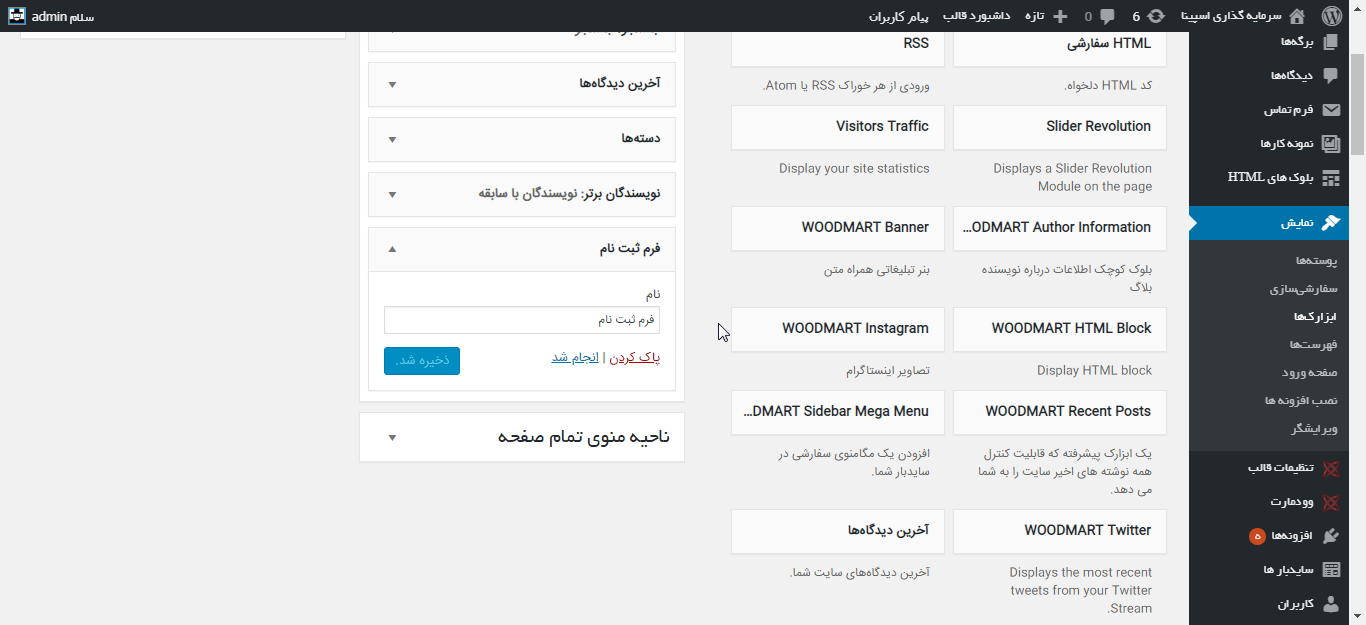 سرمایه گذاری اسپینا
6
0
تازه
داشبورد قالب
پیام کاربران
سلام admin
برگه‌ها
دیدگاه‌ها
فرم تماس
نمونه کارها
بلوک های HTML
نمایش
پوسته‌ها
سفارشی‌سازی
ابزارک‌ها
فهرست‌ها
صفحه ورود
نصب افزونه ها
ویرایشگر
تنظیمات قالب
وودمارت
افزونه‌ها ۵
سایدبار ها
کاربران
HTML سفارشی
کد HTML دلخواه.
RSS
ورودی از هر خوراک RSS یا Atom.
Slider Revolution
Displays a Slider Revolution
Module on the page
Visitors Traffic
Display your site statistics
...ODMART Author Information
بلوک کوچک اطلاعات درباره نویسنده
بلاگ
WOODMART Banner
بنر تبلیغاتی همراه متن
WOODMART HTML Block
Display HTML block
WOODMART Instagram
تصاویر اینستاگرام
WOODMART Recent Posts
یک ابزارک پیشرفته که قابلیت کنترل
همه نوشته های اخیر سایت را به شما
می دهد.
...DMART Sidebar Mega Menu
افزودن یک مگامنوی سفارشی در
سایدبار شما.
WOODMART Twitter
Displays the most recent
tweets from your Twitter
.Stream
آخرین دیدگاه‌ها
آخرین دیدگاه‌های سایت شما.
آخرین دیدگاه‌ها
دسته‌ها
نویسندگان برتر: نویسندگان با سابقه
فرم ثبت نام
نام
فرم ثبت نام
پاک کردن | انجام شد
ذخیره شد.
ناحیه منوی تمام صفحه